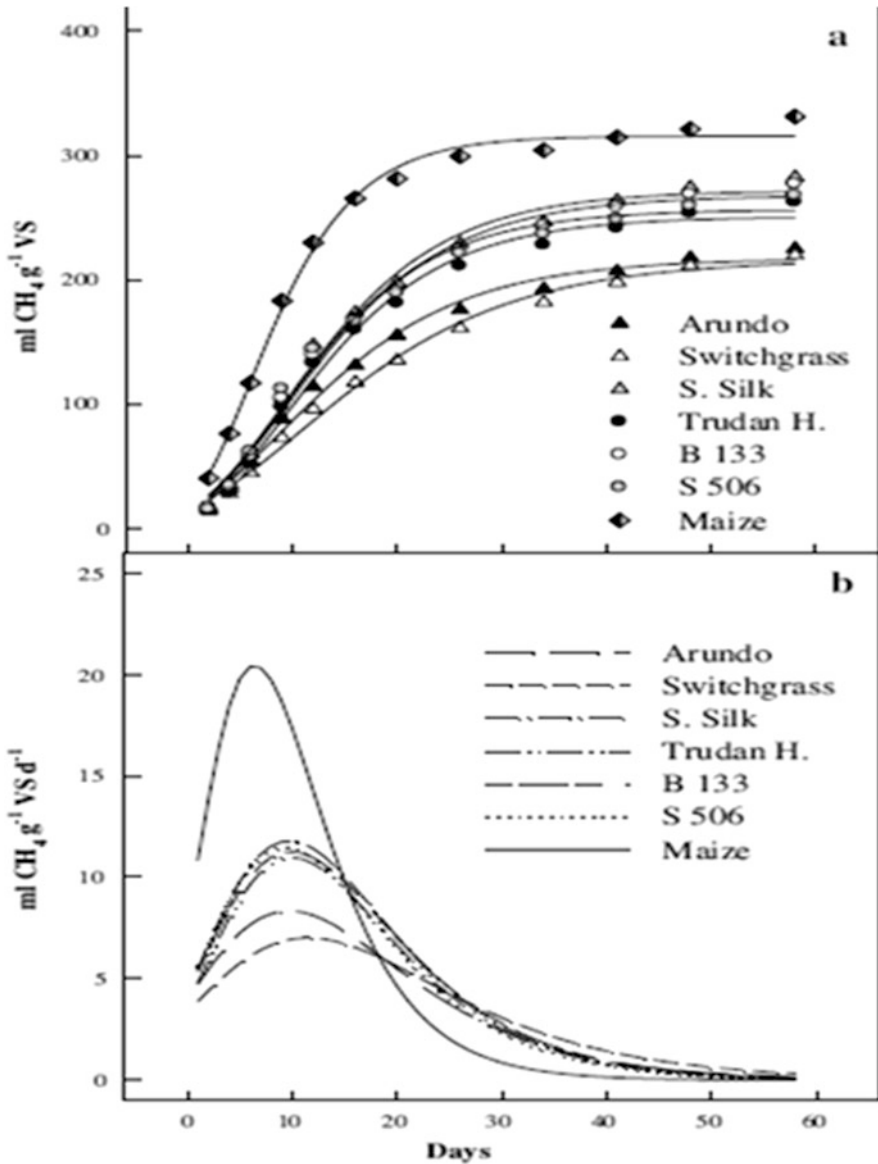 a
400
300
200
100
0
ml CH₄ g⁻¹ VS
Arundo
Switchgrass
S. Silk
Trudan H.
B 133
S 506
Maize
b
25
20
15
10
5
0
ml CH₄ g⁻¹ VS d⁻¹
Arundo
Switchgrass
S. Silk
Trudan H.
B 133
S 506
Maize
0 10 20 30 40 50 60
Days